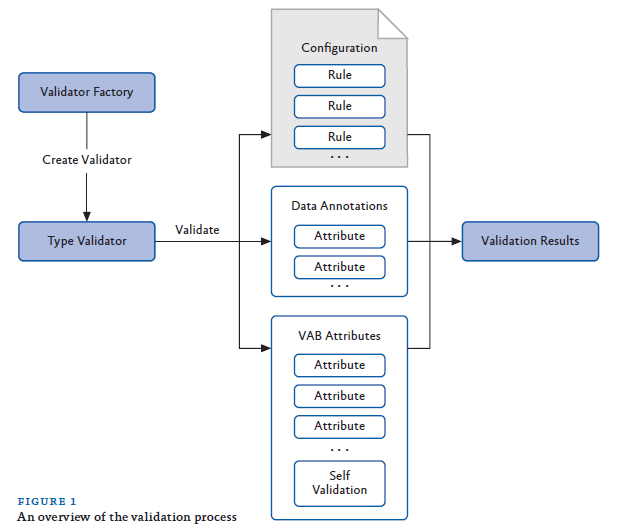 Validator Factory
Create Validator
Type Validator
Validate
Configuration
Rule
Rule
Rule
...
Data Annotations
Attribute
Attribute
...
VAB Attributes
Attribute
Attribute
Attribute
...
Self
Validation
Validation Results
FIGURE 1
An overview of the validation process